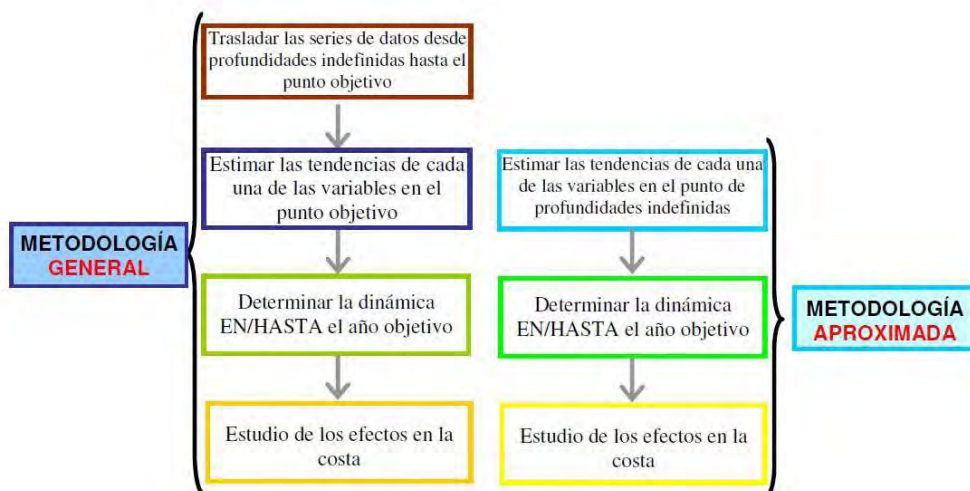 Trasladar las series de datos desde
profundidades indefinidas hasta el
punto objetivo
Estimar las tendencias de cada
una de las variables en el
punto objetivo
Estimar las tendencias de cada una
de las variables en el punto de
profundidades indefinidas
METODOLOGÍA
GENERAL
Determinar la dinámica
EN/HASTA el año objetivo
Determinar la dinámica
EN/HASTA el año objetivo
METODOLOGÍA
APROXIMADA
Estudio de los efectos en la
costa
Estudio de los efectos en la
costa